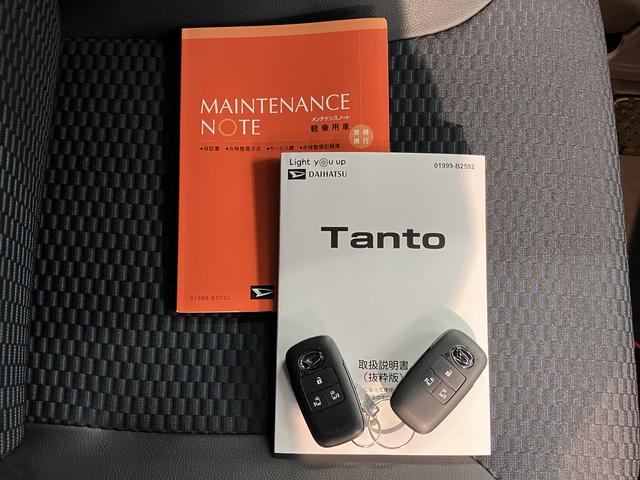 MAINTENANCE
NOTE
メンテナンスノート
軽乗用車
常時
携行
•保証書 •点検整備方式 •サービス網 •点検整備記録簿
01999-B2032
Light you up
DAIHATSU
01999-B2592
Tanto
取扱説明書
(抜粋版)